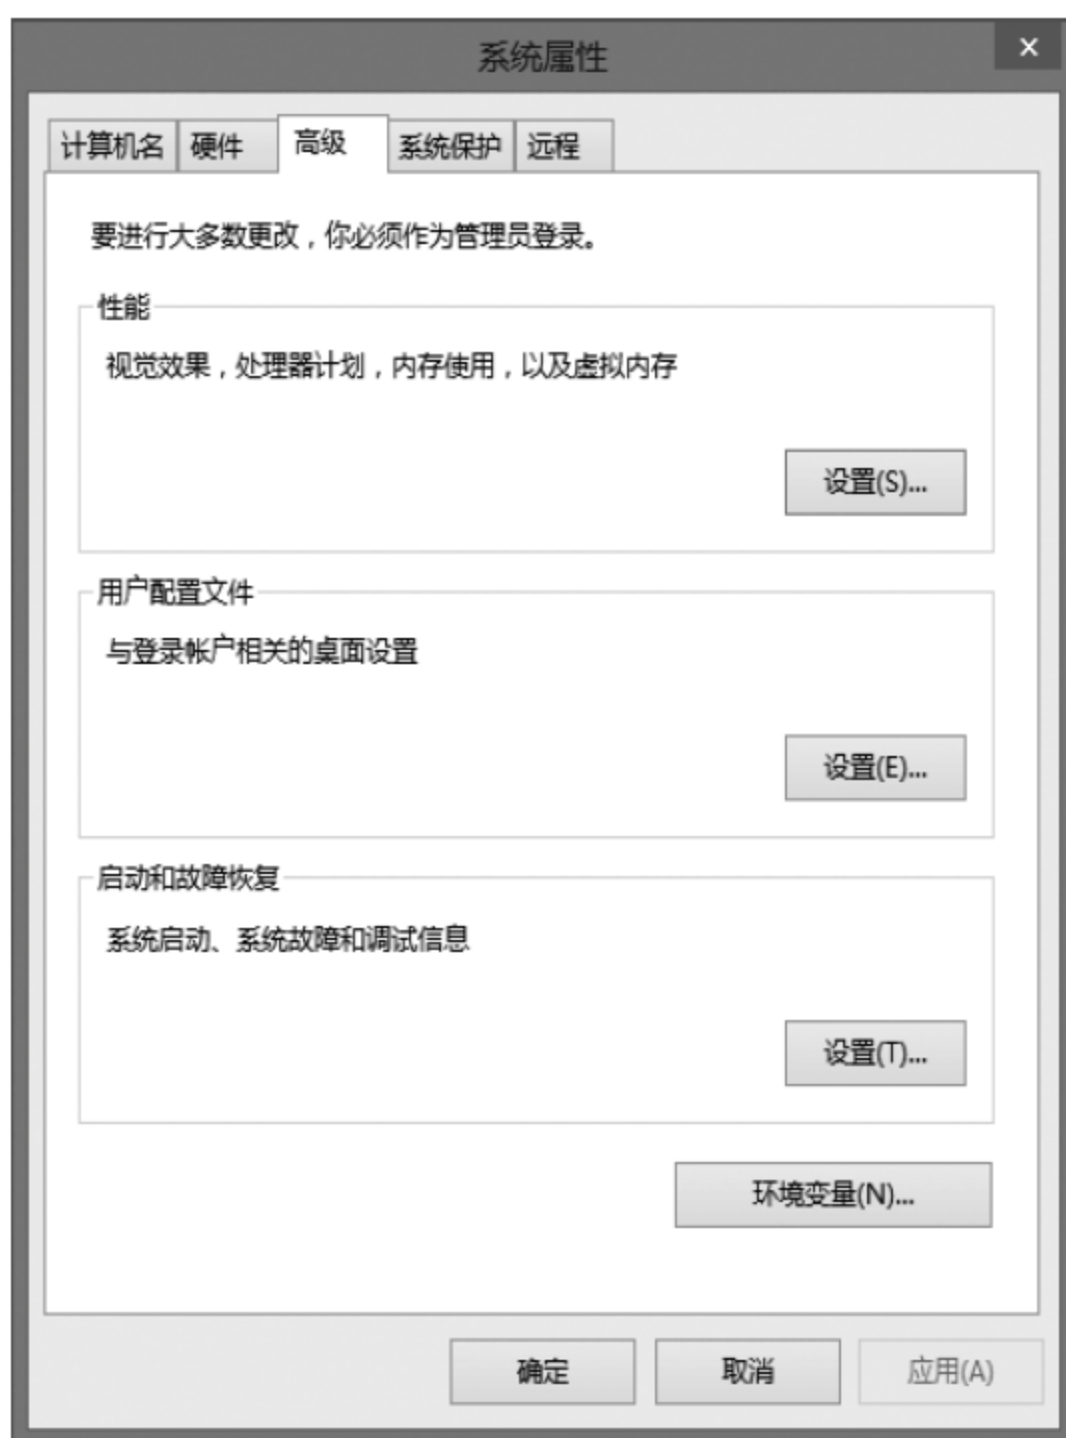 系统属性
×
计算机名 硬件 高级 系统保护 远程
要进行大多数更改，你必须作为管理员登录。
性能
视觉效果，处理器计划，内存使用，以及虚拟内存
设置(S)...
用户配置文件
与登录帐户相关的桌面设置
设置(E)...
启动和故障恢复
系统启动、系统故障和调试信息
设置(T)...
环境变量(N)...
确定 取消 应用(A)